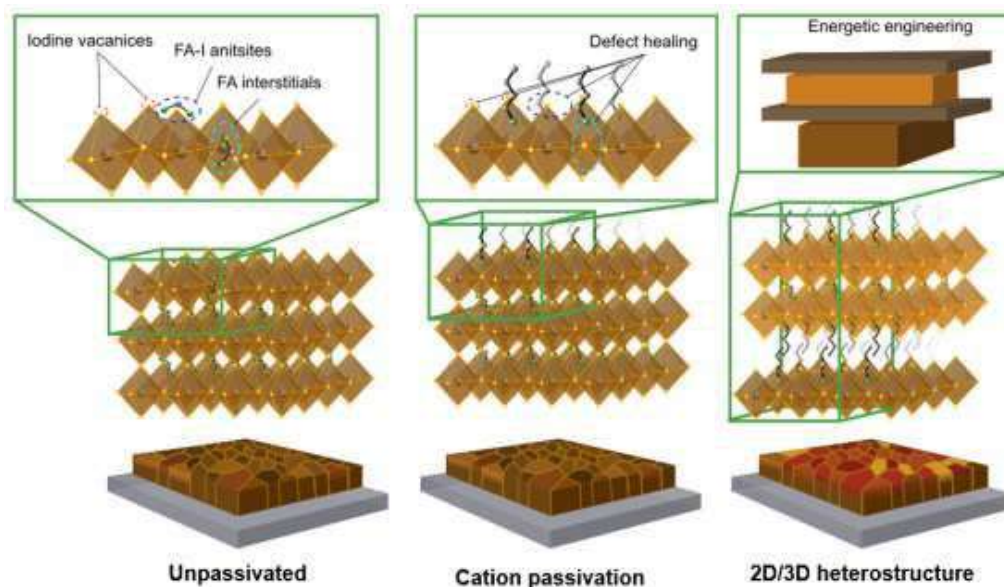 Iodine vacanices
FA-I anitsites
FA interstitials
Defect healing
Energetic engineering
Unpassivated
Cation passivation
2D/3D heterostructure